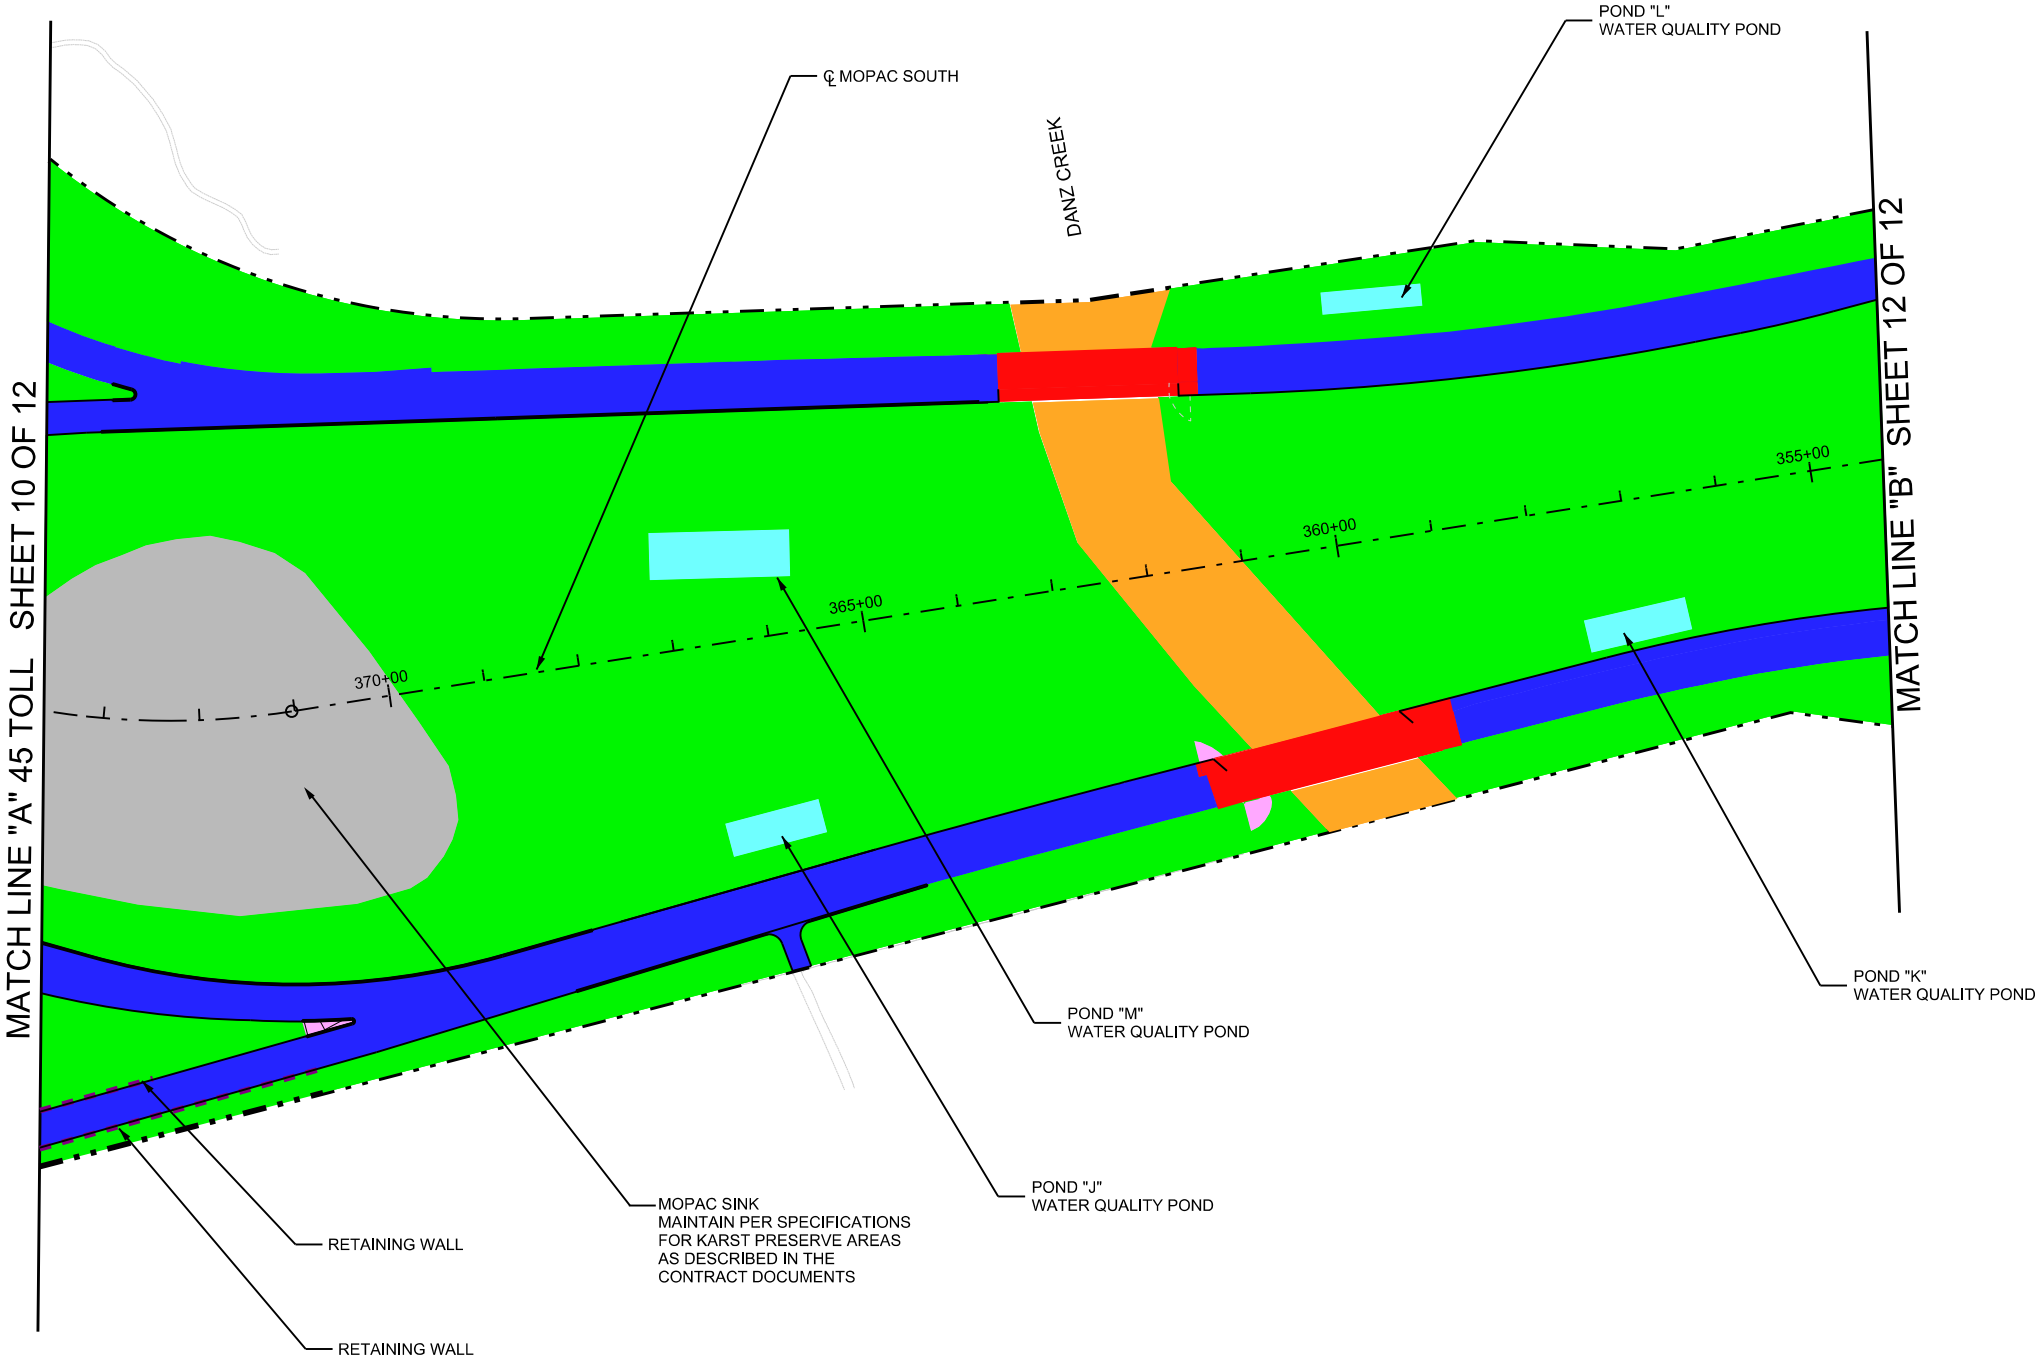 POND "L"
WATER QUALITY POND
℄ MOPAC SOUTH
DANZ CREEK
MATCH LINE "A" 45 TOLL SHEET 10 OF 12
MATCH LINE "B" SHEET 12 OF 12
355+00
360+00
365+00
370+00
POND "K"
WATER QUALITY POND
POND "M"
WATER QUALITY POND
POND "J"
WATER QUALITY POND
MOPAC SINK
MAINTAIN PER SPECIFICATIONS
FOR KARST PRESERVE AREAS
AS DESCRIBED IN THE
CONTRACT DOCUMENTS
RETAINING WALL
RETAINING WALL